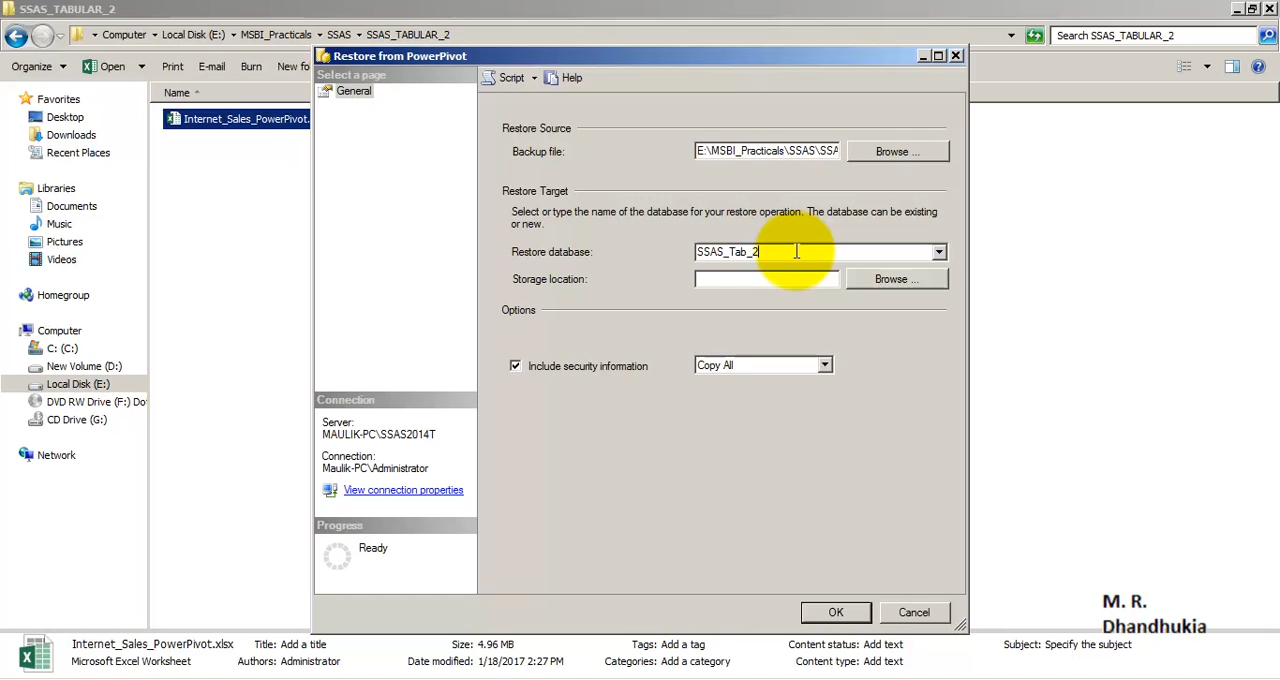 SSAS_TABULAR_2
Computer Local Disk (E:) MSBI_Practicals SSAS SSAS_TABULAR_2
Search SSAS_TABULAR_2
Organize Open Print E-mail Burn New fo
Favorites
Desktop
Downloads
Recent Places
Libraries
Documents
Music
Pictures
Videos
Homegroup
Computer
C: (C:)
New Volume (D:)
Local Disk (E:)
DVD RW Drive (F:) Do
CD Drive (G:)
Network
Name
Internet_Sales_PowerPivot.
Restore from PowerPivot
Select a page
General
Script Help
Restore Source
Backup file: E:\MSBI_Practicals\SSAS\SSA Browse ...
Restore Target
Select or type the name of the database for your restore operation. The database can be existing
or new.
Restore database: SSAS_Tab_2
Storage location: Browse ...
Options
Include security information Copy All
Connection
Server:
MAULIK-PC\SSAS2014T
Connection:
Maulik-PC\Administrator
View connection properties
Progress
Ready
OK Cancel
M. R.
Dhandhukia
Internet_Sales_PowerPivot.xlsx Title: Add a title Size: 4.96 MB Tags: Add a tag Content status: Add text Subject: Specify the subject
Microsoft Excel Worksheet Authors: Administrator Date modified: 1/18/2017 2:27 PM Categories: Add a category Content type: Add text